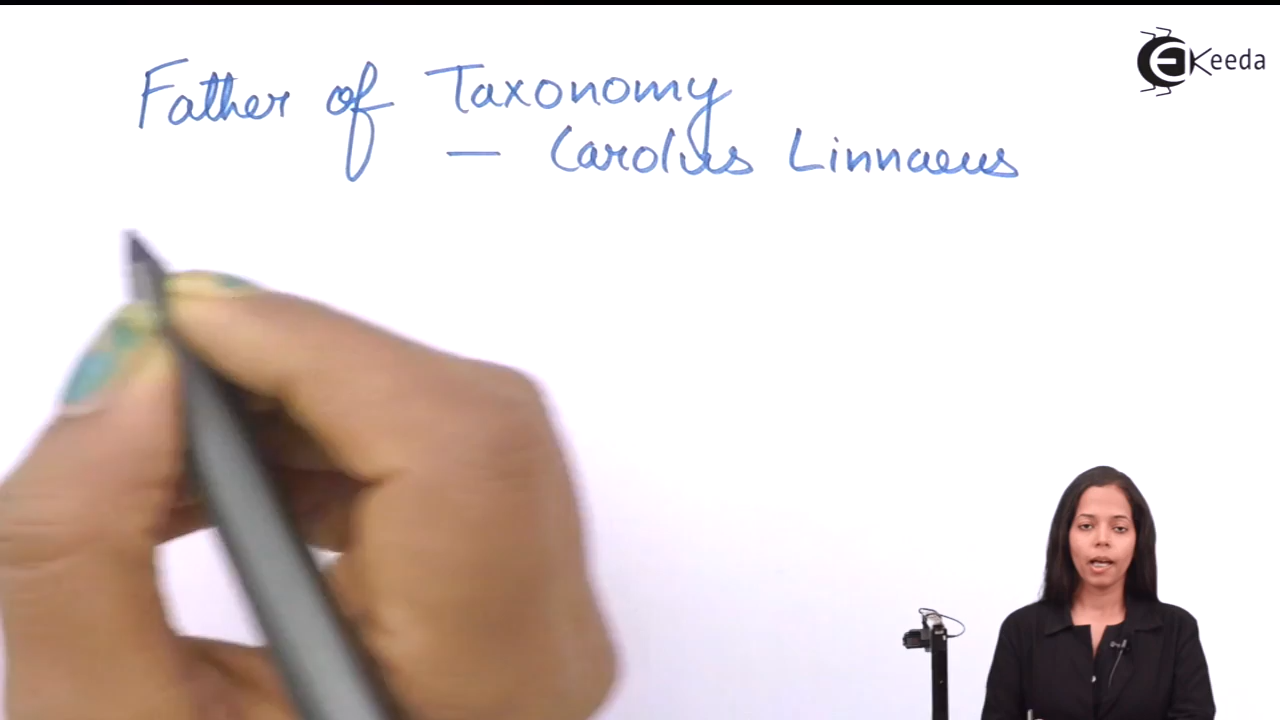 Father of Taxonomy
— Carolus Linnaeus
EKeeda